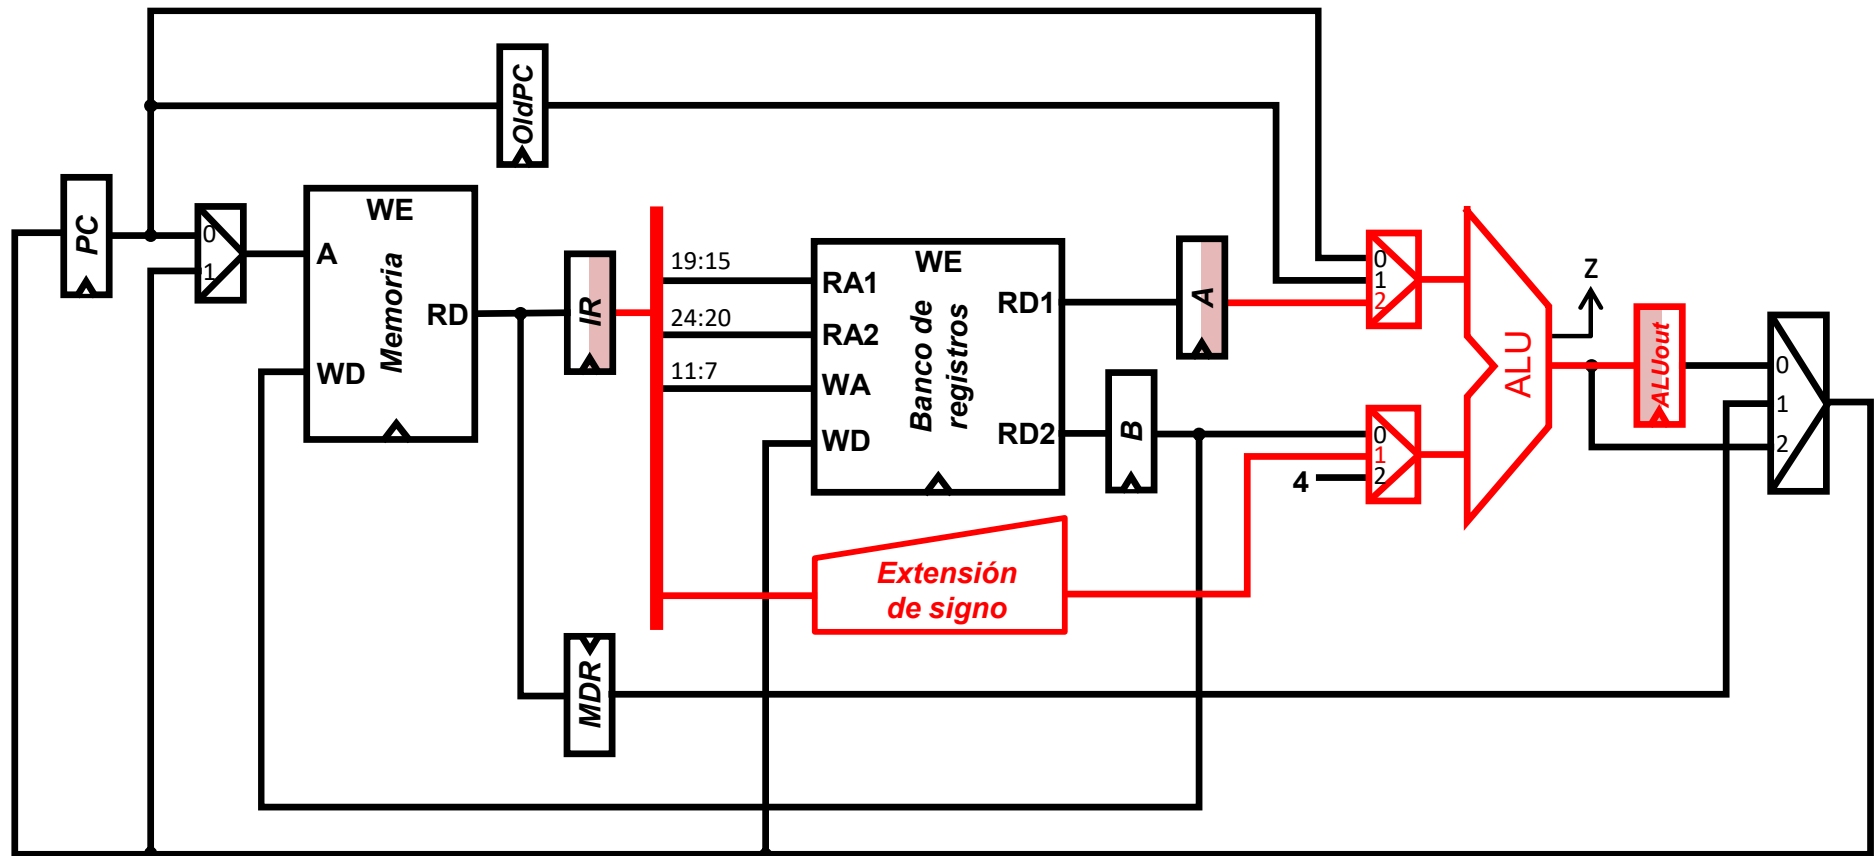 OldPC
PC
0
1
WE
A
Memoria
RD
WD
IR
19:15
24:20
11:7
WE
RA1
RA2
WA
WD
Banco de
registros
RD1
RD2
A
B
0
1
2
0
1
2
4
ALU
Z
ALUout
0
1
2
Extensión
de signo
MDR